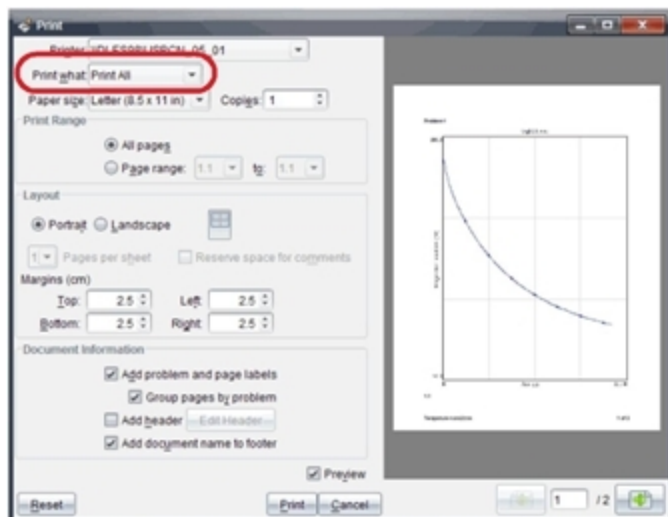 Print
Printer:
Print what: Print All
Paper size: Letter (8.5 x 11 in) Copies: 1
Print Range
All pages
Page range: 1.1 to: 1.1
Layout
Portrait Landscape
1 Pages per sheet Reserve space for comments
Margins (cm)
Top: 2.5 Left: 2.5
Bottom: 2.5 Right: 2.5
Document Information
Add problem and page labels
Group pages by problem
Add header Edit Header
Add document name to footer
Preview
Reset Print Cancel
1 / 2